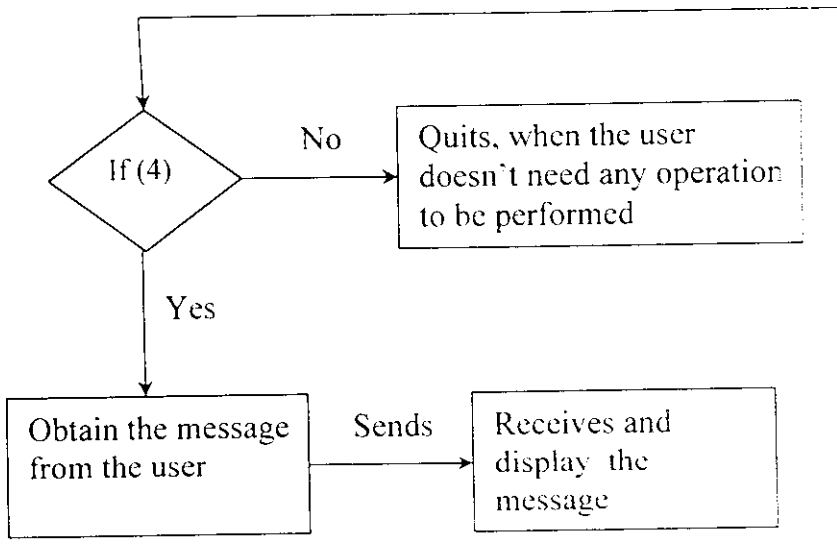 If (4)
No
Quits, when the user
doesn't need any operation
to be performed
Yes
Obtain the message
from the user
Sends
Receives and
display the
message